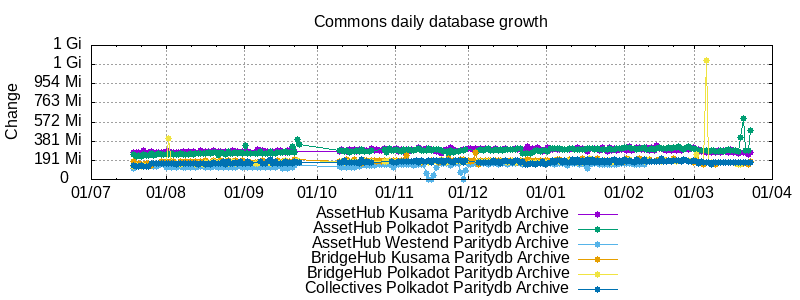 Commons daily database growth
Change
1 Gi
1 Gi
954 Mi
763 Mi
572 Mi
381 Mi
191 Mi
0
01/07 01/08 01/09 01/10 01/11 01/12 01/01 01/02 01/03 01/04
AssetHub Kusama Paritydb Archive
AssetHub Polkadot Paritydb Archive
AssetHub Westend Paritydb Archive
BridgeHub Kusama Paritydb Archive
BridgeHub Polkadot Paritydb Archive
Collectives Polkadot Paritydb Archive